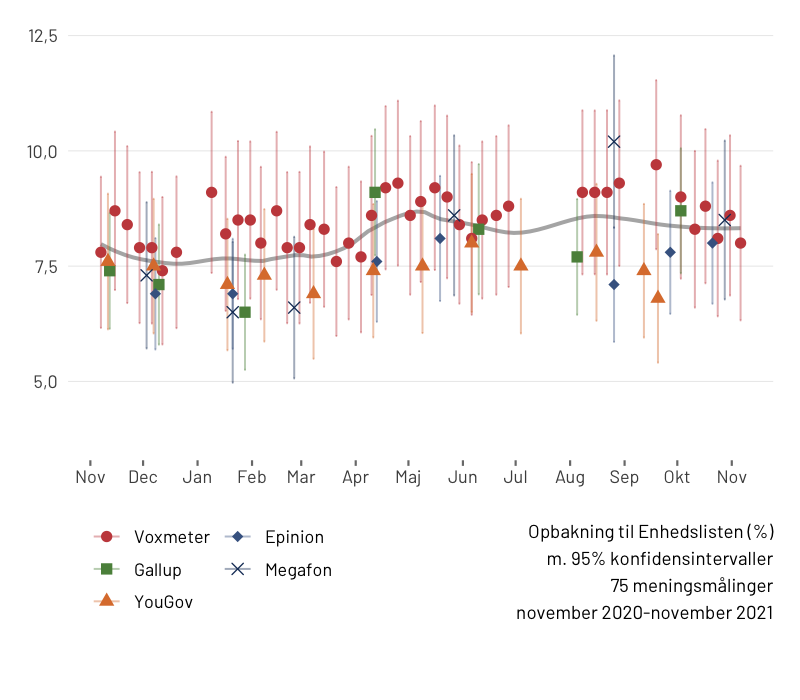 12,5
10,0
7,5
5,0
Nov Dec Jan Feb Mar Apr Maj Jun Jul Aug Sep Okt Nov
Voxmeter Epinion
Gallup Megafon
YouGov
Opbakning til Enhedslisten (%)
m. 95% konfidensintervaller
75 meningsmålinger
november 2020-november 2021